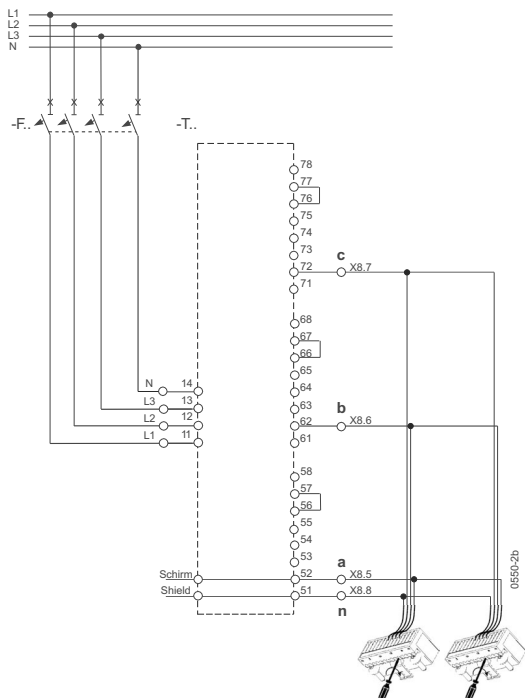 L1
L2
L3
N
-F..
-T..
78
77
76
75
74
73
c
72
X8.7
71
68
67
66
65
N
14
64
L3
13
63
b
L2
12
62
X8.6
L1
11
61
58
57
56
55
54
53
a
Schirm
52
X8.5
Shield
51
X8.8
n
0550-2b